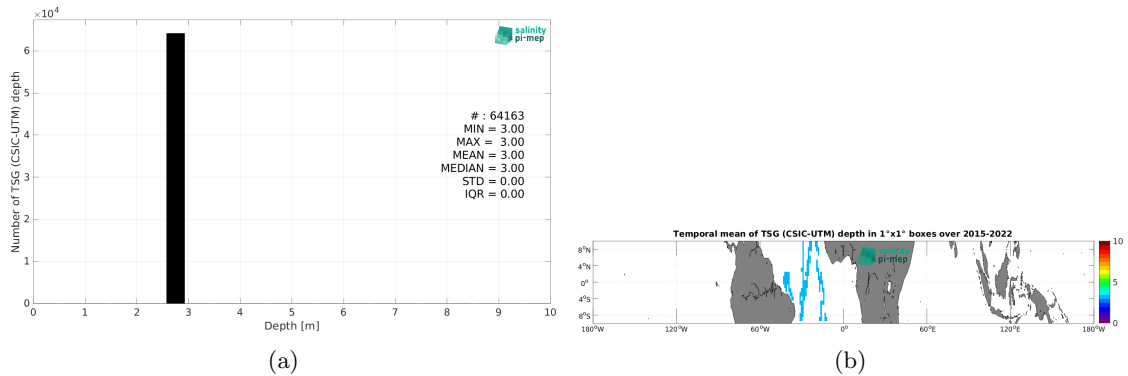 ×10⁴
salinity
pi-mep
6
5
4
3
2
1
0
Number of TSG (CSIC-UTM) depth
# : 64163
MIN = 3.00
MAX = 3.00
MEAN = 3.00
MEDIAN = 3.00
STD = 0.00
IQR = 0.00
0 1 2 3 4 5 6 7 8 9 10
Depth [m]
(a)
Temporal mean of TSG (CSIC-UTM) depth in 1°x1° boxes over 2015-2022
salinity
pi-mep
8°N
4°N
0°
4°S
8°S
180°W 120°W 60°W 0° 60°E 120°E 180°W
10
5
0
(b)